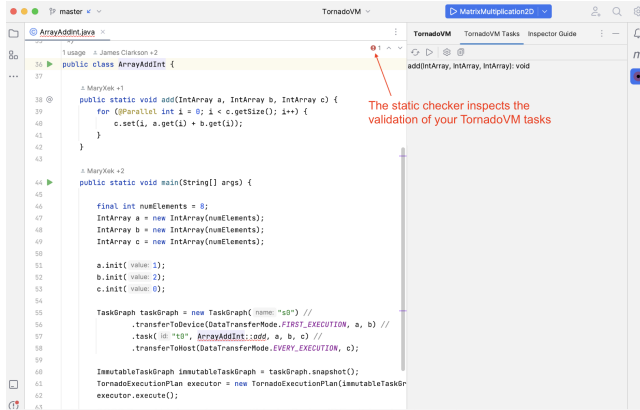 master
TornadoVM
MatrixMultiplication2D
ArrayAddInt.java
TornadoVM
TornadoVM Tasks
Inspector Guide
1 usage James Clarkson +2
1
36 public class ArrayAddInt {
37
add(IntArray, IntArray, IntArray): void
MaryXek +1
38 public static void add(IntArray a, IntArray b, IntArray c) {
39 for (@Parallel int i = 0; i < c.getSize(); i++) {
40 c.set(i, a.get(i) + b.get(i));
41 }
42 }
43
The static checker inspects the
validation of your TornadoVM tasks
MaryXek +2
44 public static void main(String[] args) {
45
46 final int numElements = 8;
47 IntArray a = new IntArray(numElements);
48 IntArray b = new IntArray(numElements);
49 IntArray c = new IntArray(numElements);
50
51 a.init( value: 1);
52 b.init( value: 2);
53 c.init( value: 0);
54
55 TaskGraph taskGraph = new TaskGraph( name: "s0") //
56 .transferToDevice(DataTransferMode.FIRST_EXECUTION, a, b) //
57 .task( id: "t0", ArrayAddInt::add, a, b, c) //
58 .transferToHost(DataTransferMode.EVERY_EXECUTION, c);
59
60 ImmutableTaskGraph immutableTaskGraph = taskGraph.snapshot();
61 TornadoExecutionPlan executor = new TornadoExecutionPlan(immutableTaskGr
62 executor.execute();
63